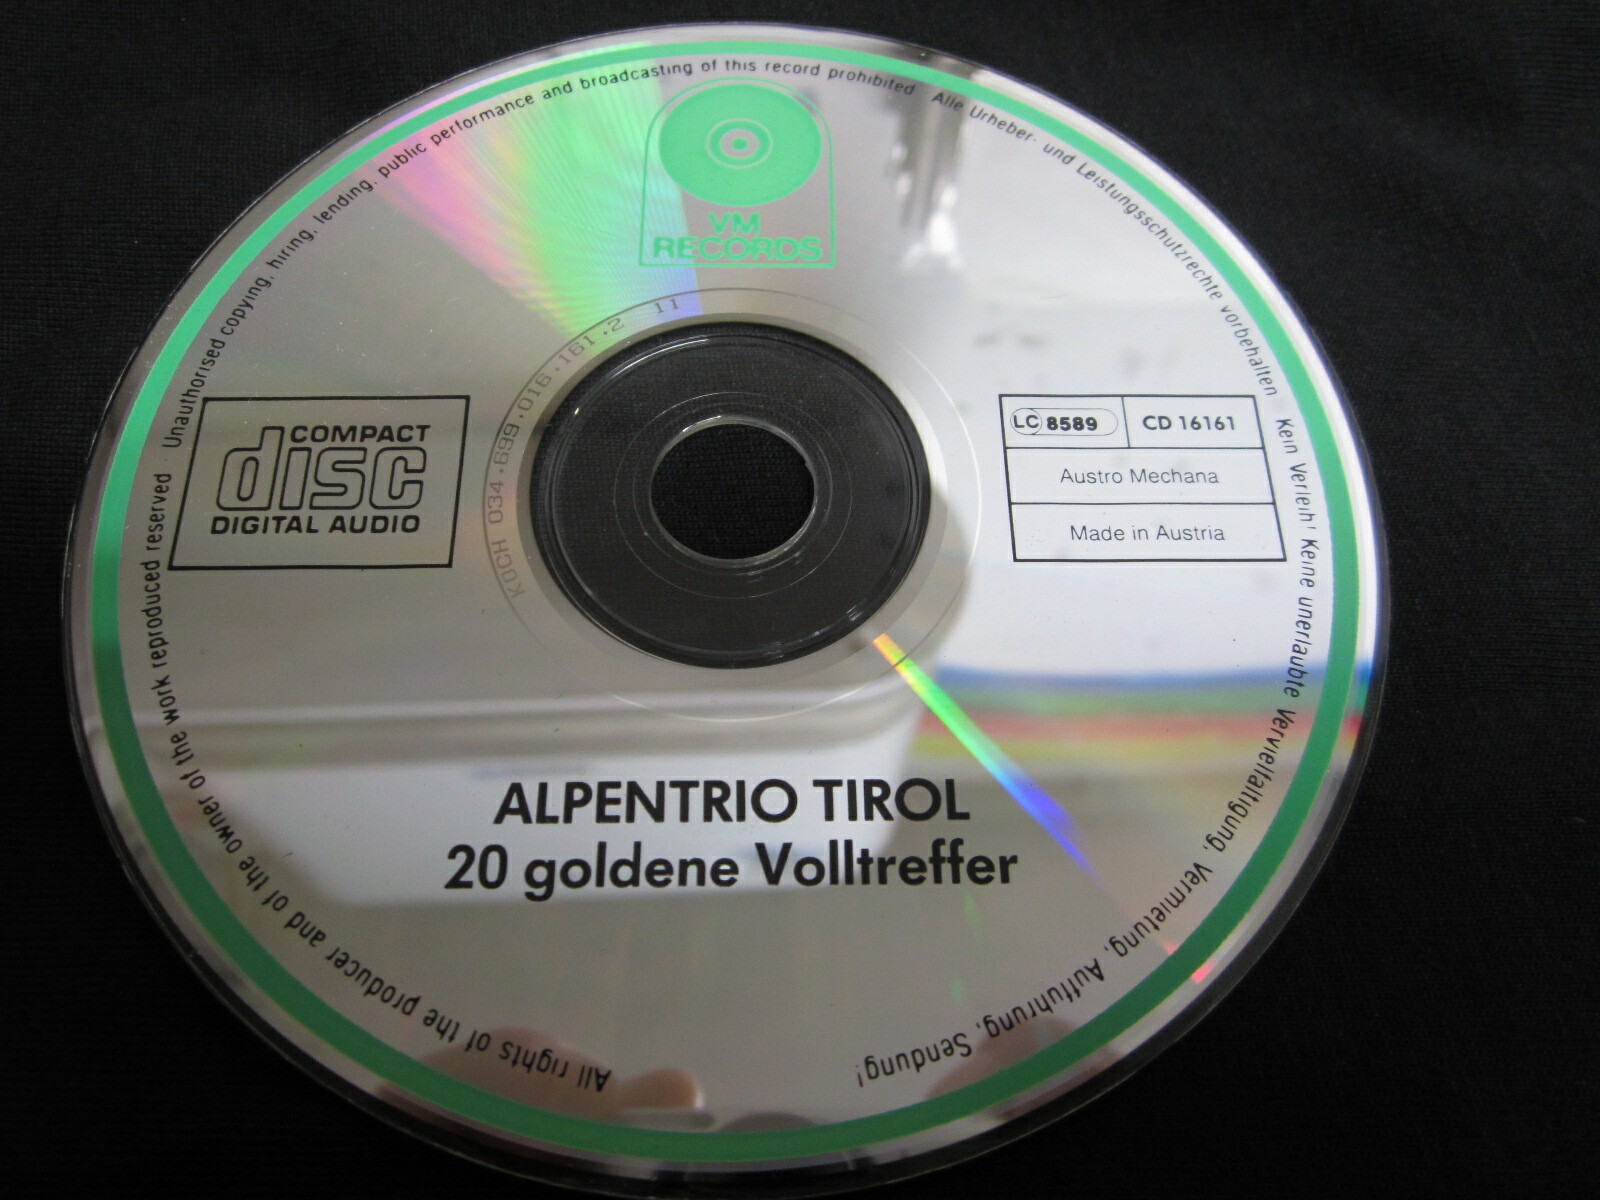 All rights of the producer and of the owner of the work reproduced reserved Unauthorised copying, hiring, lending, public performance and broadcasting of this record prohibited Alle Urheber- und Leistungsschutzrechte vorbehalten Kein Verleih! Keine unerlaubte Vervielfaltigung, Vermietung, Auffuhrung, Sendung!
VM
RECORDS
KOCH 034·699·016·161·2 11
COMPACT
disc
DIGITAL AUDIO
LC 8589 CD 16161
Austro Mechana
Made in Austria
ALPENTRIO TIROL
20 goldene Volltreffer